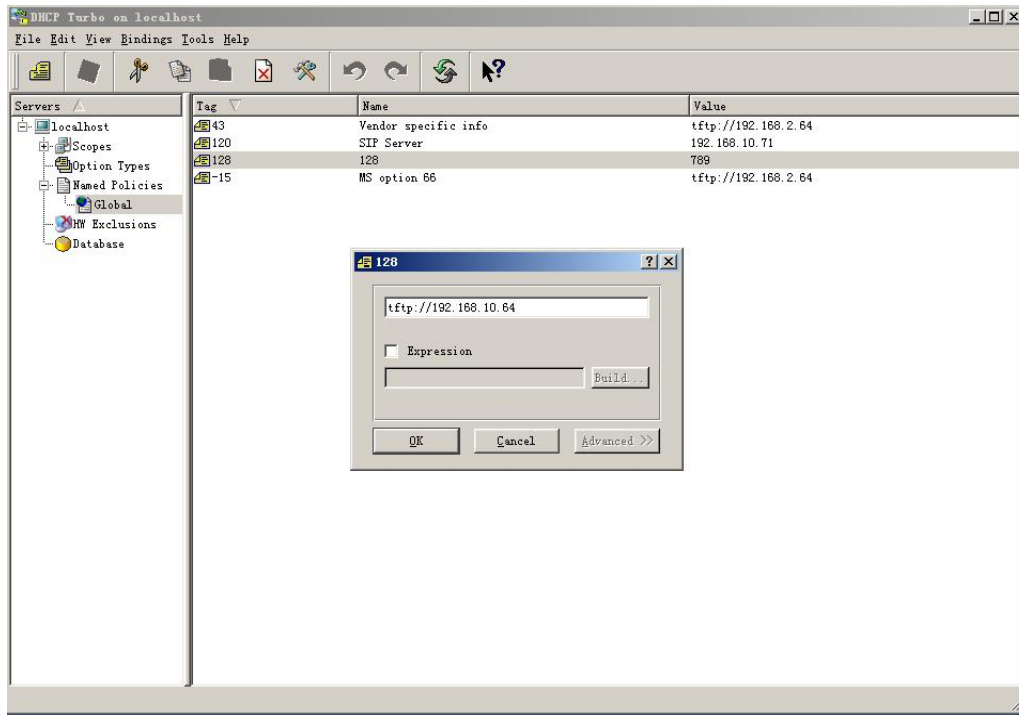 DHCP Turbo on localhost
File Edit View Bindings Tools Help
Servers
Tag Name Value
localhost
Scopes
Option Types
Named Policies
Global
HW Exclusions
Database
43 Vendor specific info tftp://192.168.2.64
120 SIP Server 192.168.10.71
128 128 789
-15 MS option 66 tftp://192.168.2.64
128
tftp://192.168.10.64
Expression
Build...
OK Cancel Advanced >>